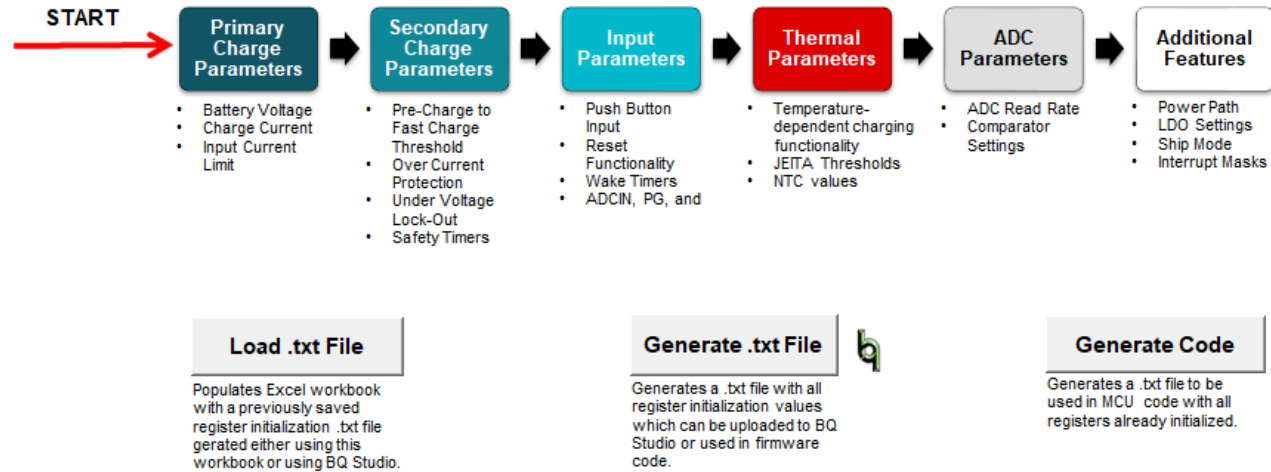 START
Primary
Charge
Parameters
Secondary
Charge
Parameters
Input
Parameters
Thermal
Parameters
ADC
Parameters
Additional
Features
• Battery Voltage
• Charge Current
• Input Current
Limit
• Pre-Charge to
Fast Charge
Threshold
• Over Current
Protection
• Under Voltage
Lock-Out
• Safety Timers
• Push Button
Input
• Reset
Functionality
• Wake Timers
• ADCIN, PG, and
• Temperature-
dependent charging
functionality
• JEITA Thresholds
• NTC values
• ADC Read Rate
• Comparator
Settings
• Power Path
• LDO Settings
• Ship Mode
• Interrupt Masks
Load .txt File
Populates Excel workbook
with a previously saved
register initialization .txt file
gerated either using this
workbook or using BQ Studio.
Generate .txt File
bq
Generates a .txt file with all
register initialization values
which can be uploaded to BQ
Studio or used in firmware
code.
Generate Code
Generates a .txt file to be
used in MCU code with all
registers already initialized.